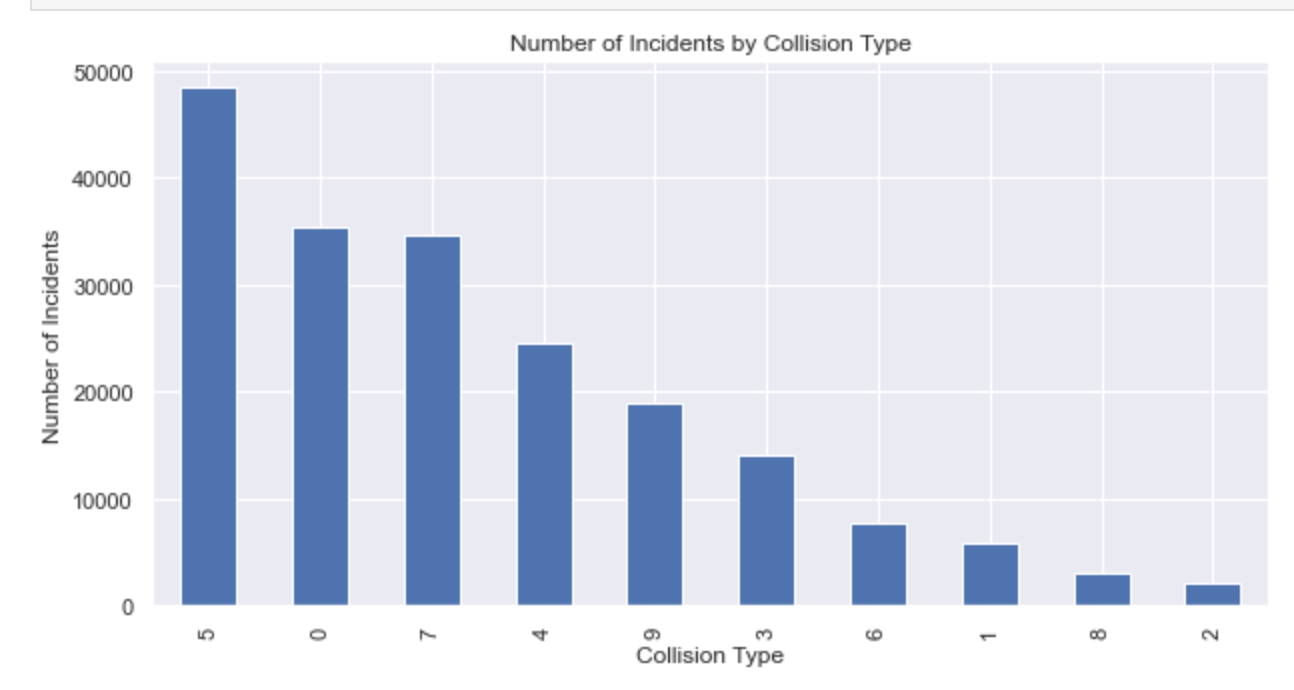 Number of Incidents by Collision Type
50000
40000
30000
20000
10000
0
Number of Incidents
5 0 7 4 9 3 6 1 8 2
Collision Type